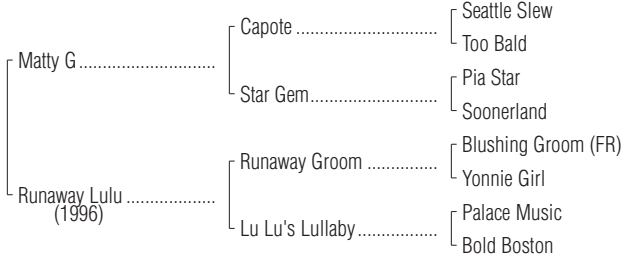 Seattle Slew
Capote ..............................
Too Bald
Matty G ............................
Pia Star
Star Gem ...........................
Soonerland
Blushing Groom (FR)
Runaway Groom ...............
Yonnie Girl
Runaway Lulu ..................
(1996)
Palace Music
Lu Lu's Lullaby .................
Bold Boston